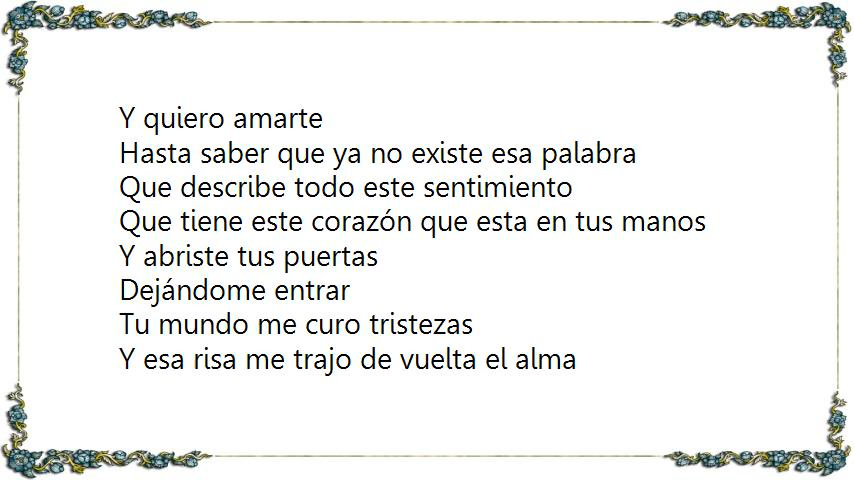 Y quiero amarte
Hasta saber que ya no existe esa palabra
Que describe todo este sentimiento
Que tiene este corazón que esta en tus manos
Y abriste tus puertas
Dejándome entrar
Tu mundo me curo tristezas
Y esa risa me trajo de vuelta el alma